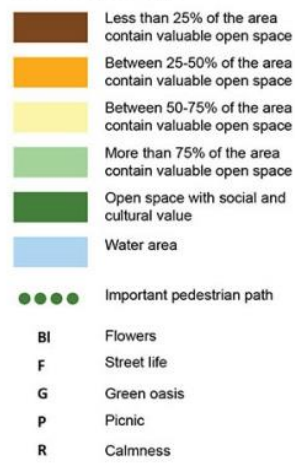 Less than 25% of the area
contain valuable open space
Between 25-50% of the area
contain valuable open space
Between 50-75% of the area
contain valuable open space
More than 75% of the area
contain valuable open space
Open space with social and
cultural value
Water area
Important pedestrian path
Bl Flowers
F Street life
G Green oasis
P Picnic
R Calmness